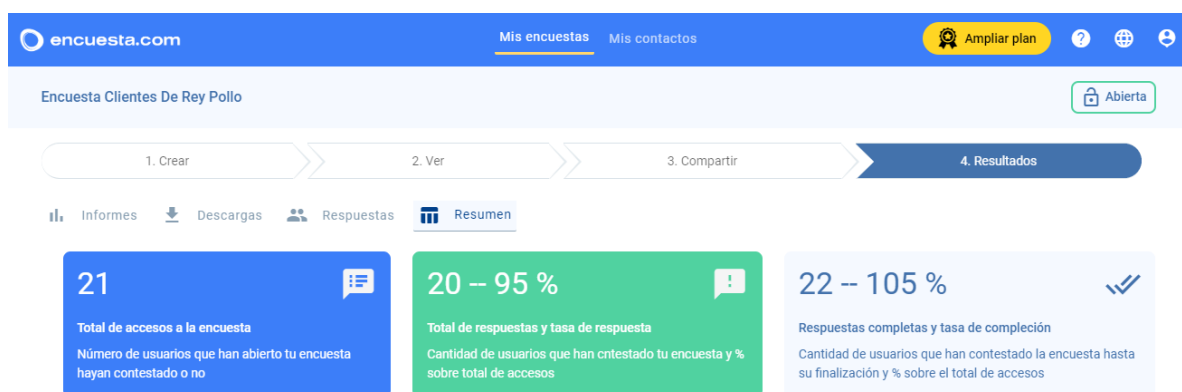 encuesta.com
Mis encuestas Mis contactos
Ampliar plan
Encuesta Clientes De Rey Pollo
Abierta
1. Crear
2. Ver
3. Compartir
4. Resultados
Informes
Descargas
Respuestas
Resumen
21
Total de accesos a la encuesta
Número de usuarios que han abierto tu encuesta
hayan contestado o no
20 -- 95 %
Total de respuestas y tasa de respuesta
Cantidad de usuarios que han cntestado tu encuesta y %
sobre total de accesos
22 -- 105 %
Respuestas completas y tasa de compleción
Cantidad de usuarios que han contestado la encuesta hasta
su finalización y % sobre el total de accesos